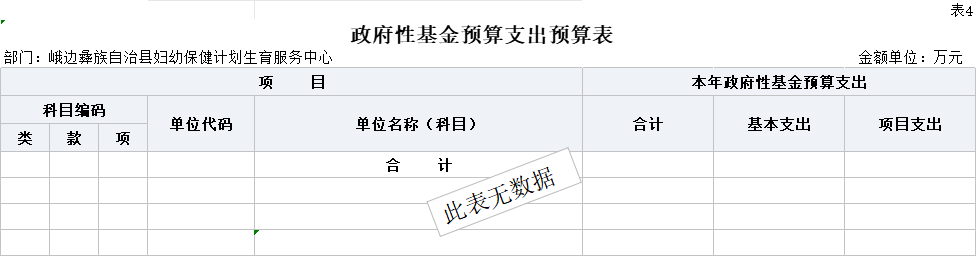 表4
政府性基金预算支出预算表
部门：峨边彝族自治县妇幼保健计划生育服务中心 金额单位：万元
项 目 本年政府性基金预算支出
科目编码 单位代码 单位名称（科目） 合计 基本支出 项目支出
类 款 项
合 计
此表无数据